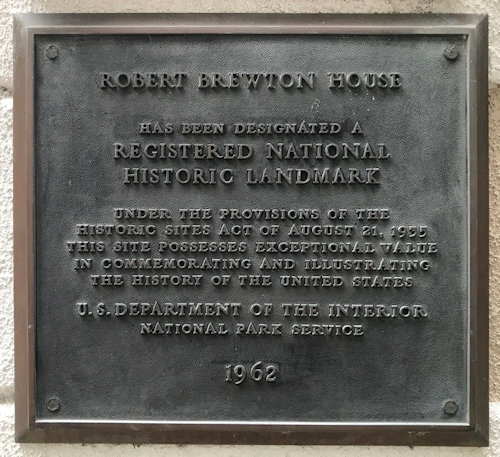 ROBERT BREWTON HOUSE
HAS BEEN DESIGNATED A
REGISTERED NATIONAL
HISTORIC LANDMARK
UNDER THE PROVISIONS OF THE
HISTORIC SITES ACT OF AUGUST 21, 1935
THIS SITE POSSESSES EXCEPTIONAL VALUE
IN COMMEMORATING AND ILLUSTRATING
THE HISTORY OF THE UNITED STATES
U.S. DEPARTMENT OF THE INTERIOR
NATIONAL PARK SERVICE
1962